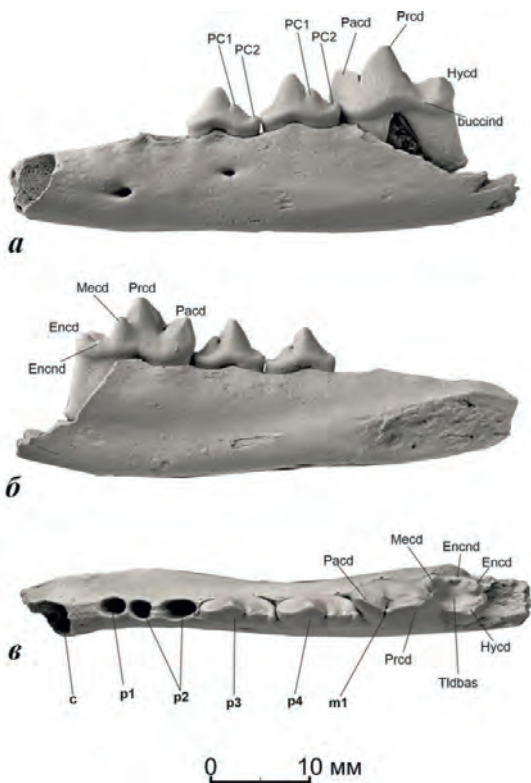 PC1 PC2 PC1 PC2 Pacd Prcd
Hycd
buccind
а
Mecd Prcd Pacd
Encd
Encnd
б
Mecd Encnd Encd
Pacd
Prcd Hycd
Tldbas
c p1 p2 p3 p4 m1
в
0 10 мм